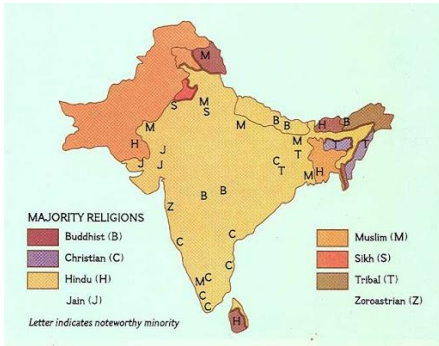 M
S
M
S
M
M
H
J
J
J
B
B
H
B
T
M
T
C
T
M
H
B
B
Z
C
C
C
M
C
C
C
H
MAJORITY RELIGIONS
Buddhist (B)
Christian (C)
Hindu (H)
Jain (J)
Letter indicates noteworthy minority
Muslim (M)
Sikh (S)
Tribal (T)
Zoroastrian (Z)